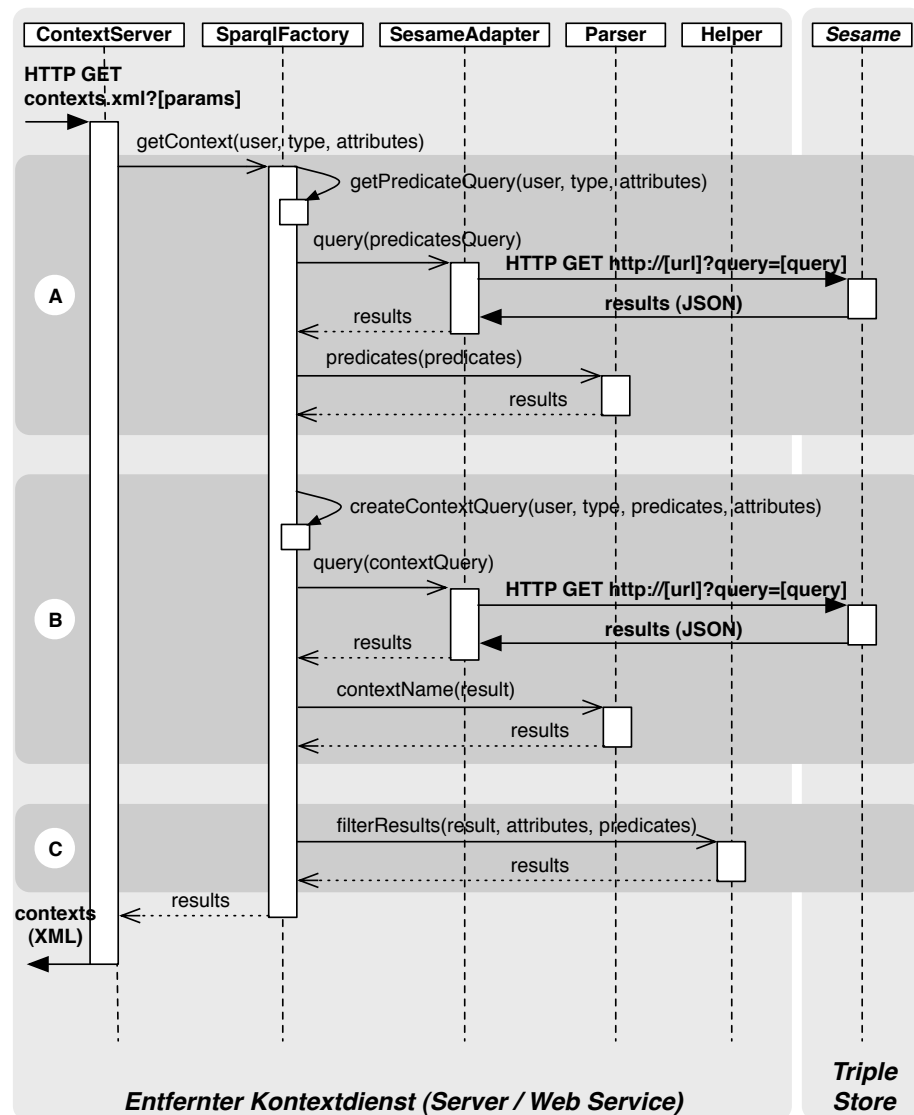 ContextServer SparqlFactory SesameAdapter Parser Helper Sesame
HTTP GET
contexts.xml?[params]
getContext(user, type, attributes)
getPredicateQuery(user, type, attributes)
query(predicatesQuery)
HTTP GET http://[url]?query=[query]
A
results (JSON)
results
predicates(predicates)
results
createContextQuery(user, type, predicates, attributes)
query(contextQuery)
HTTP GET http://[url]?query=[query]
B
results (JSON)
results
contextName(result)
results
filterResults(result, attributes, predicates)
C
results
results
contexts
(XML)
Entfernter Kontextdienst (Server / Web Service)
Triple
Store